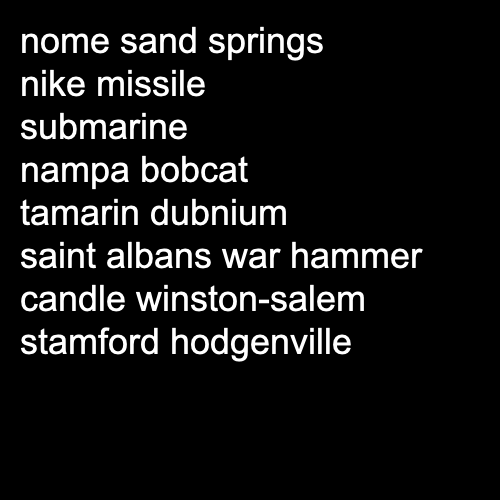 nome sand springs
nike missile
submarine
nampa bobcat
tamarin dubnium
saint albans war hammer
candle winston-salem
stamford hodgenville